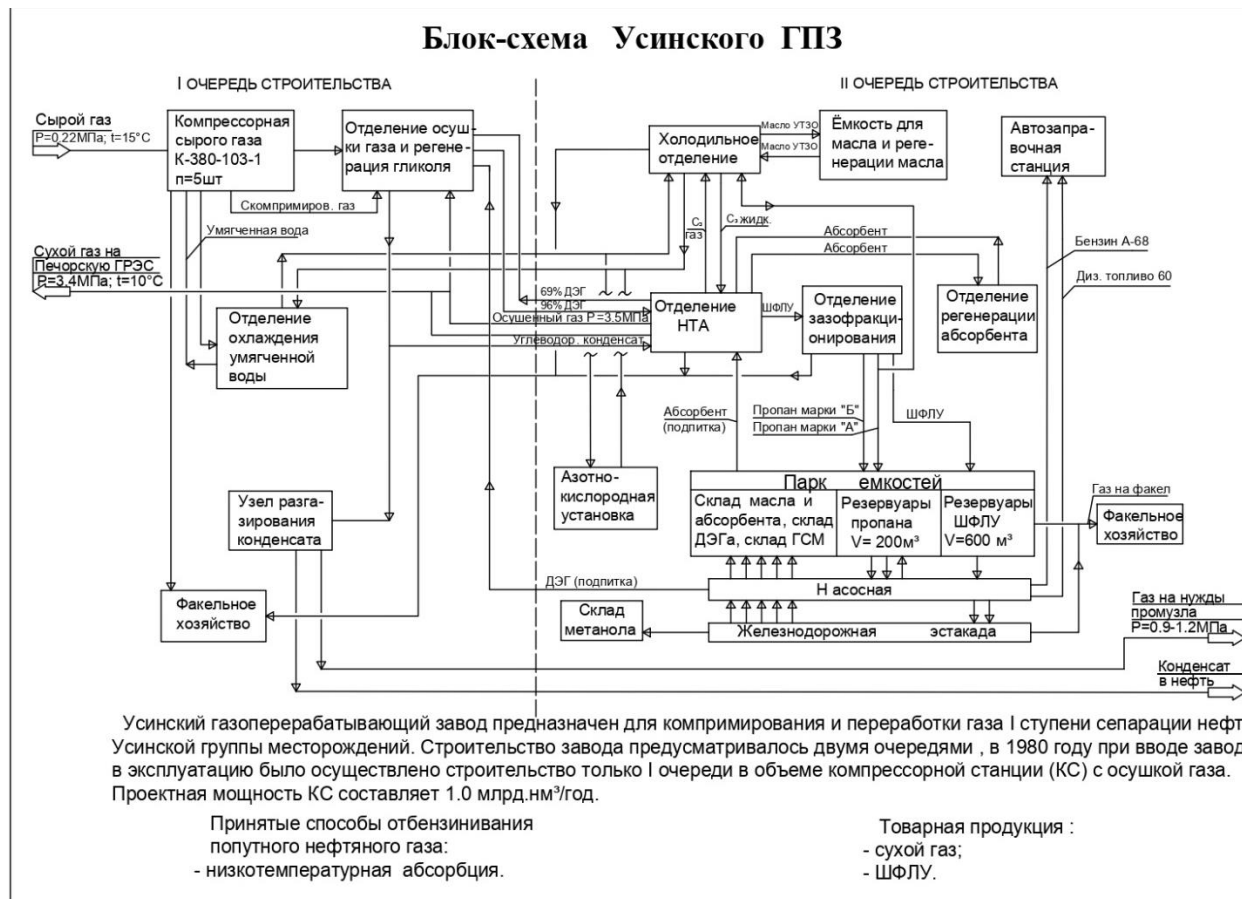 Блок-схема Усинского ГПЗ
I ОЧЕРЕДЬ СТРОИТЕЛЬСТВА
II ОЧЕРЕДЬ СТРОИТЕЛЬСТВА
Сырой газ
P=0.22МПа; t=15°C
Компрессорная
сырого газа
К-380-103-1
п=5шт
Отделение осуш-
ки газа и регене-
рация гликоля
Холодильное
отделение
Масло УТЗО
Масло УТЗО
Ёмкость для
масла и реге-
нерации масла
Автозапра-
вочная
станция
Скомпримиров. газ
Умягченная вода
C₃
газ
C₃ жидк.
Абсорбент
Абсорбент
Бензин А-68
Диз. топливо 60
Сухой газ на
Печорскую ГРЭС
P=3.4МПа; t=10°C
69% ДЭГ
96% ДЭГ
Осушенный газ P=3.5МПа
Углеводор. конденсат
Отделение
охлаждения
умягченной
воды
Отделение
НТА
ШФЛУ
Отделение
зазофракци-
онирования
Отделение
регенерации
абсорбента
Абсорбент
(подпитка)
Пропан марки "Б"
Пропан марки "А"
ШФЛУ
Азотно-
кислородная
установка
Узел разга-
зирования
конденсата
Парк емкостей
Склад масла и
абсорбента, склад
ДЭГа, склад ГСМ
Резервуары
пропана
V= 200м³
Резервуары
ШФЛУ
V=600 м³
Газ на факел
Факельное
хозяйство
ДЭГ (подпитка)
Н асосная
Факельное
хозяйство
Склад
метанола
Железнодорожная эстакада
Газ на нужды
промузла
P=0.9-1.2МПа
Конденсат
в нефть
Усинский газоперерабатывающий завод предназначен для компримирования и переработки газа I ступени сепарации нефт
Усинской группы месторождений. Строительство завода предусматривалось двумя очередями , в 1980 году при вводе завод
в эксплуатацию было осуществлено строительство только I очереди в объеме компрессорной станции (КС) с осушкой газа.
Проектная мощность КС составляет 1.0 млрд.нм³/год.
Принятые способы отбензинивания
попутного нефтяного газа:
- низкотемпературная абсорбция.
Товарная продукция :
- сухой газ;
- ШФЛУ.